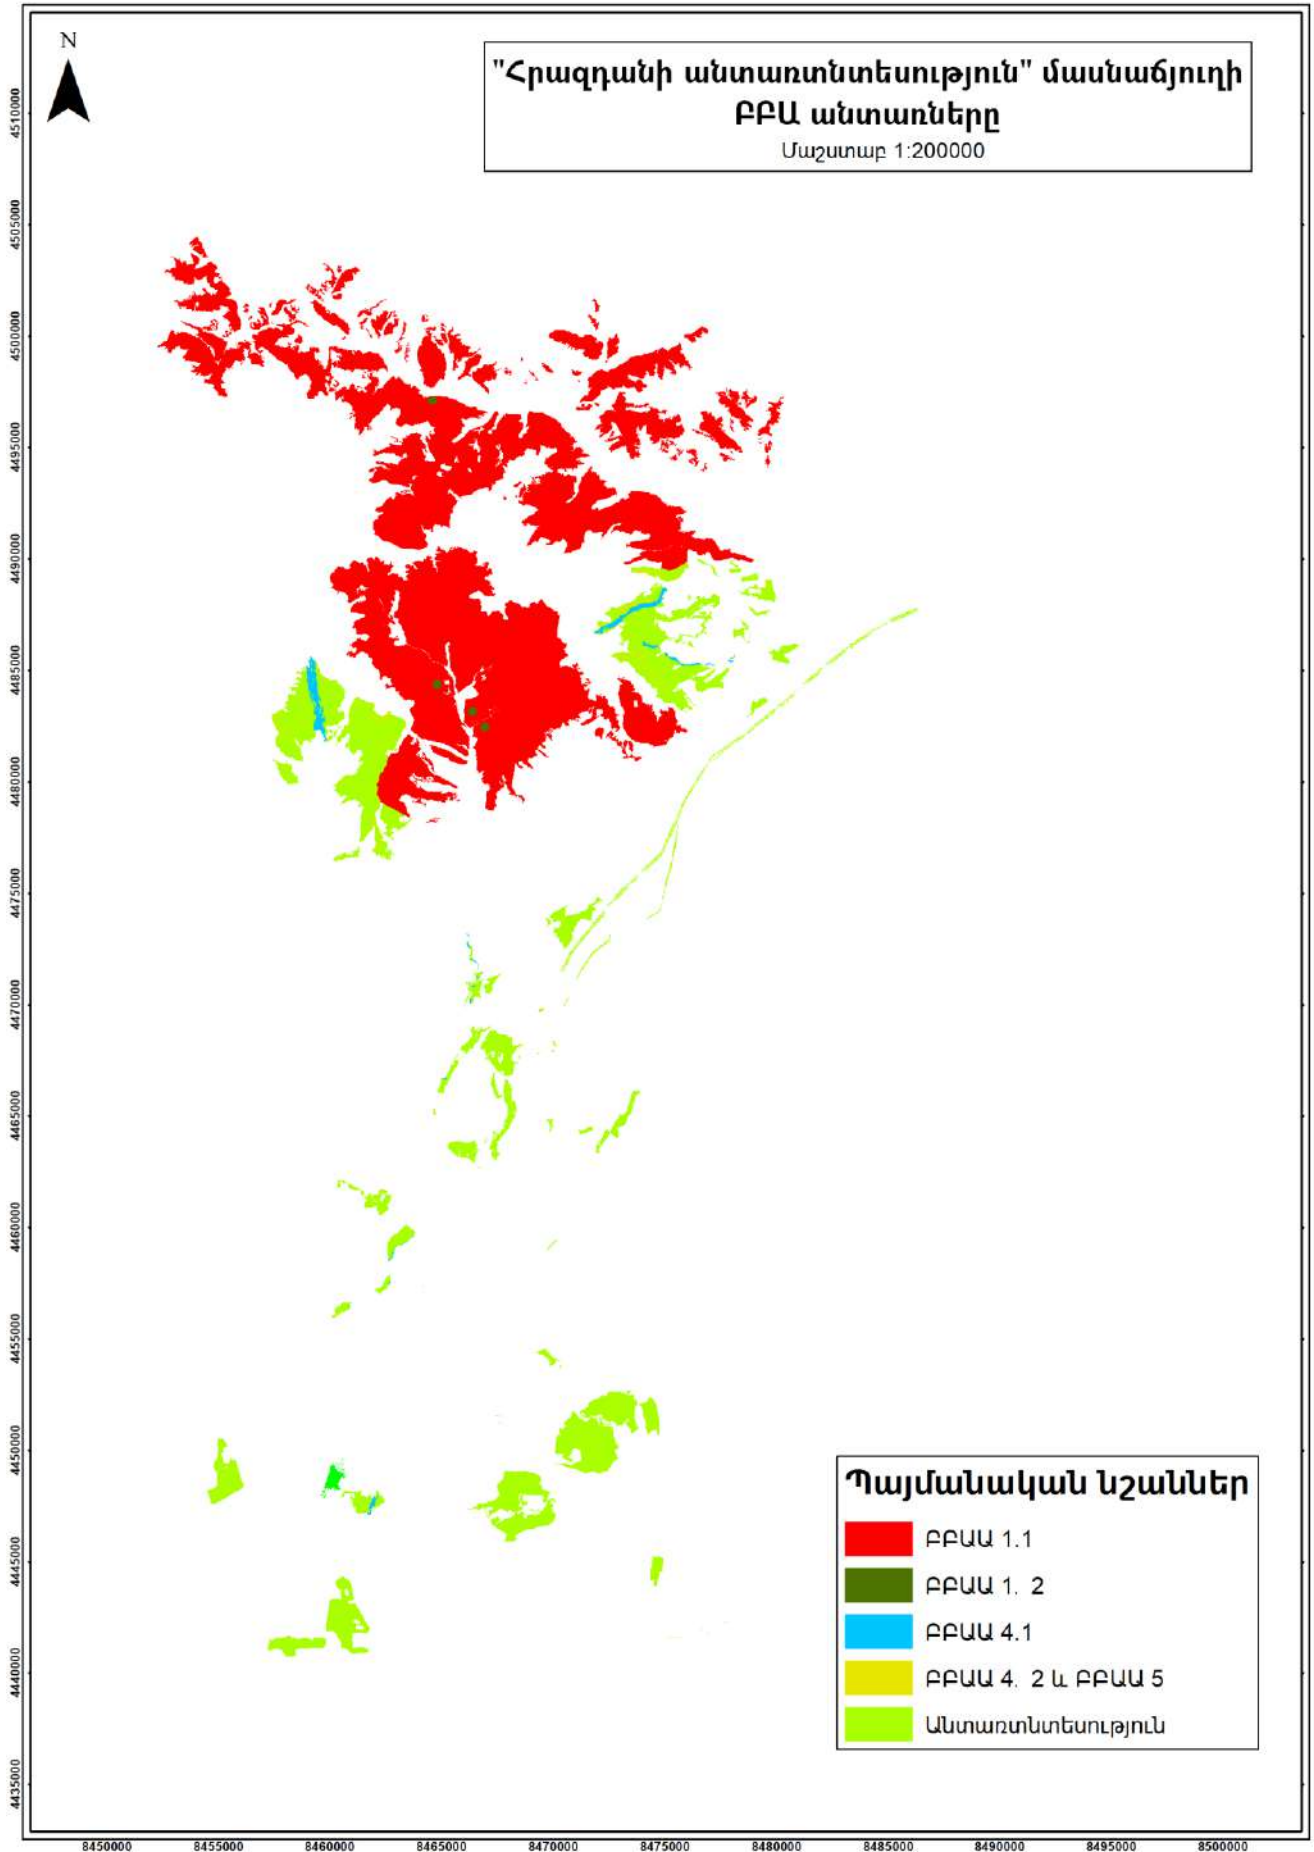 N
"Հրազդանի անտառտնտեսություն" մասնաճյուղի
ԲԲԱ անտառները
Մաշտաբ 1:200000
4510000
4505000
4500000
4495000
4490000
4485000
4480000
4475000
4470000
4465000
4460000
4455000
4450000
4445000
4440000
4435000
Պայմանական նշաններ
ԲԲԱԱ 1.1
ԲԲԱԱ 1. 2
ԲԲԱԱ 4.1
ԲԲԱԱ 4. 2 և ԲԲԱԱ 5
Անտառտնտեսություն
8450000 8455000 8460000 8465000 8470000 8475000 8480000 8485000 8490000 8495000 8500000